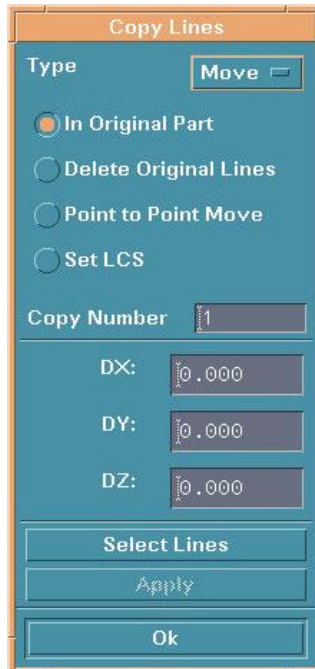 Copy Lines
Type Move
In Original Part
Delete Original Lines
Point to Point Move
Set LCS
Copy Number 1
DX: 0.000
DY: 0.000
DZ: 0.000
Select Lines
Apply
Ok